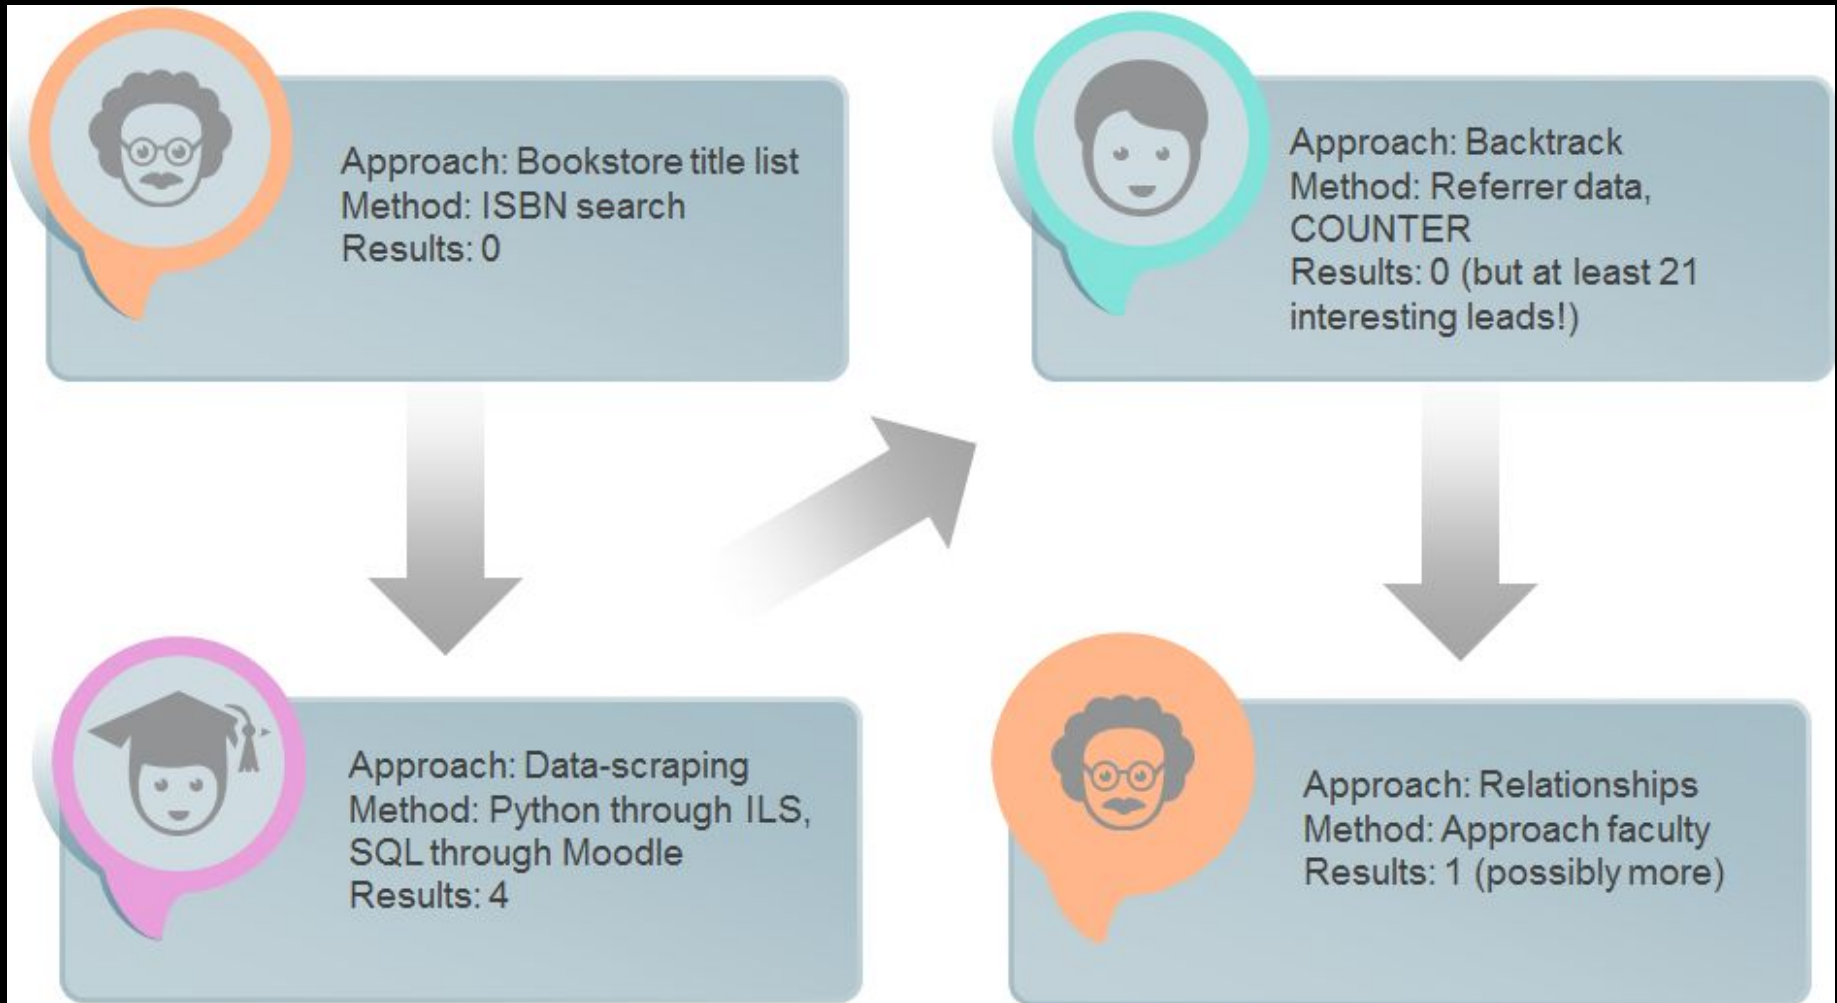 Approach: Bookstore title list
Method: ISBN search
Results: 0
Approach: Data-scraping
Method: Python through ILS,
SQL through Moodle
Results: 4
Approach: Backtrack
Method: Referrer data,
COUNTER
Results: 0 (but at least 21
interesting leads!)
Approach: Relationships
Method: Approach faculty
Results: 1 (possibly more)